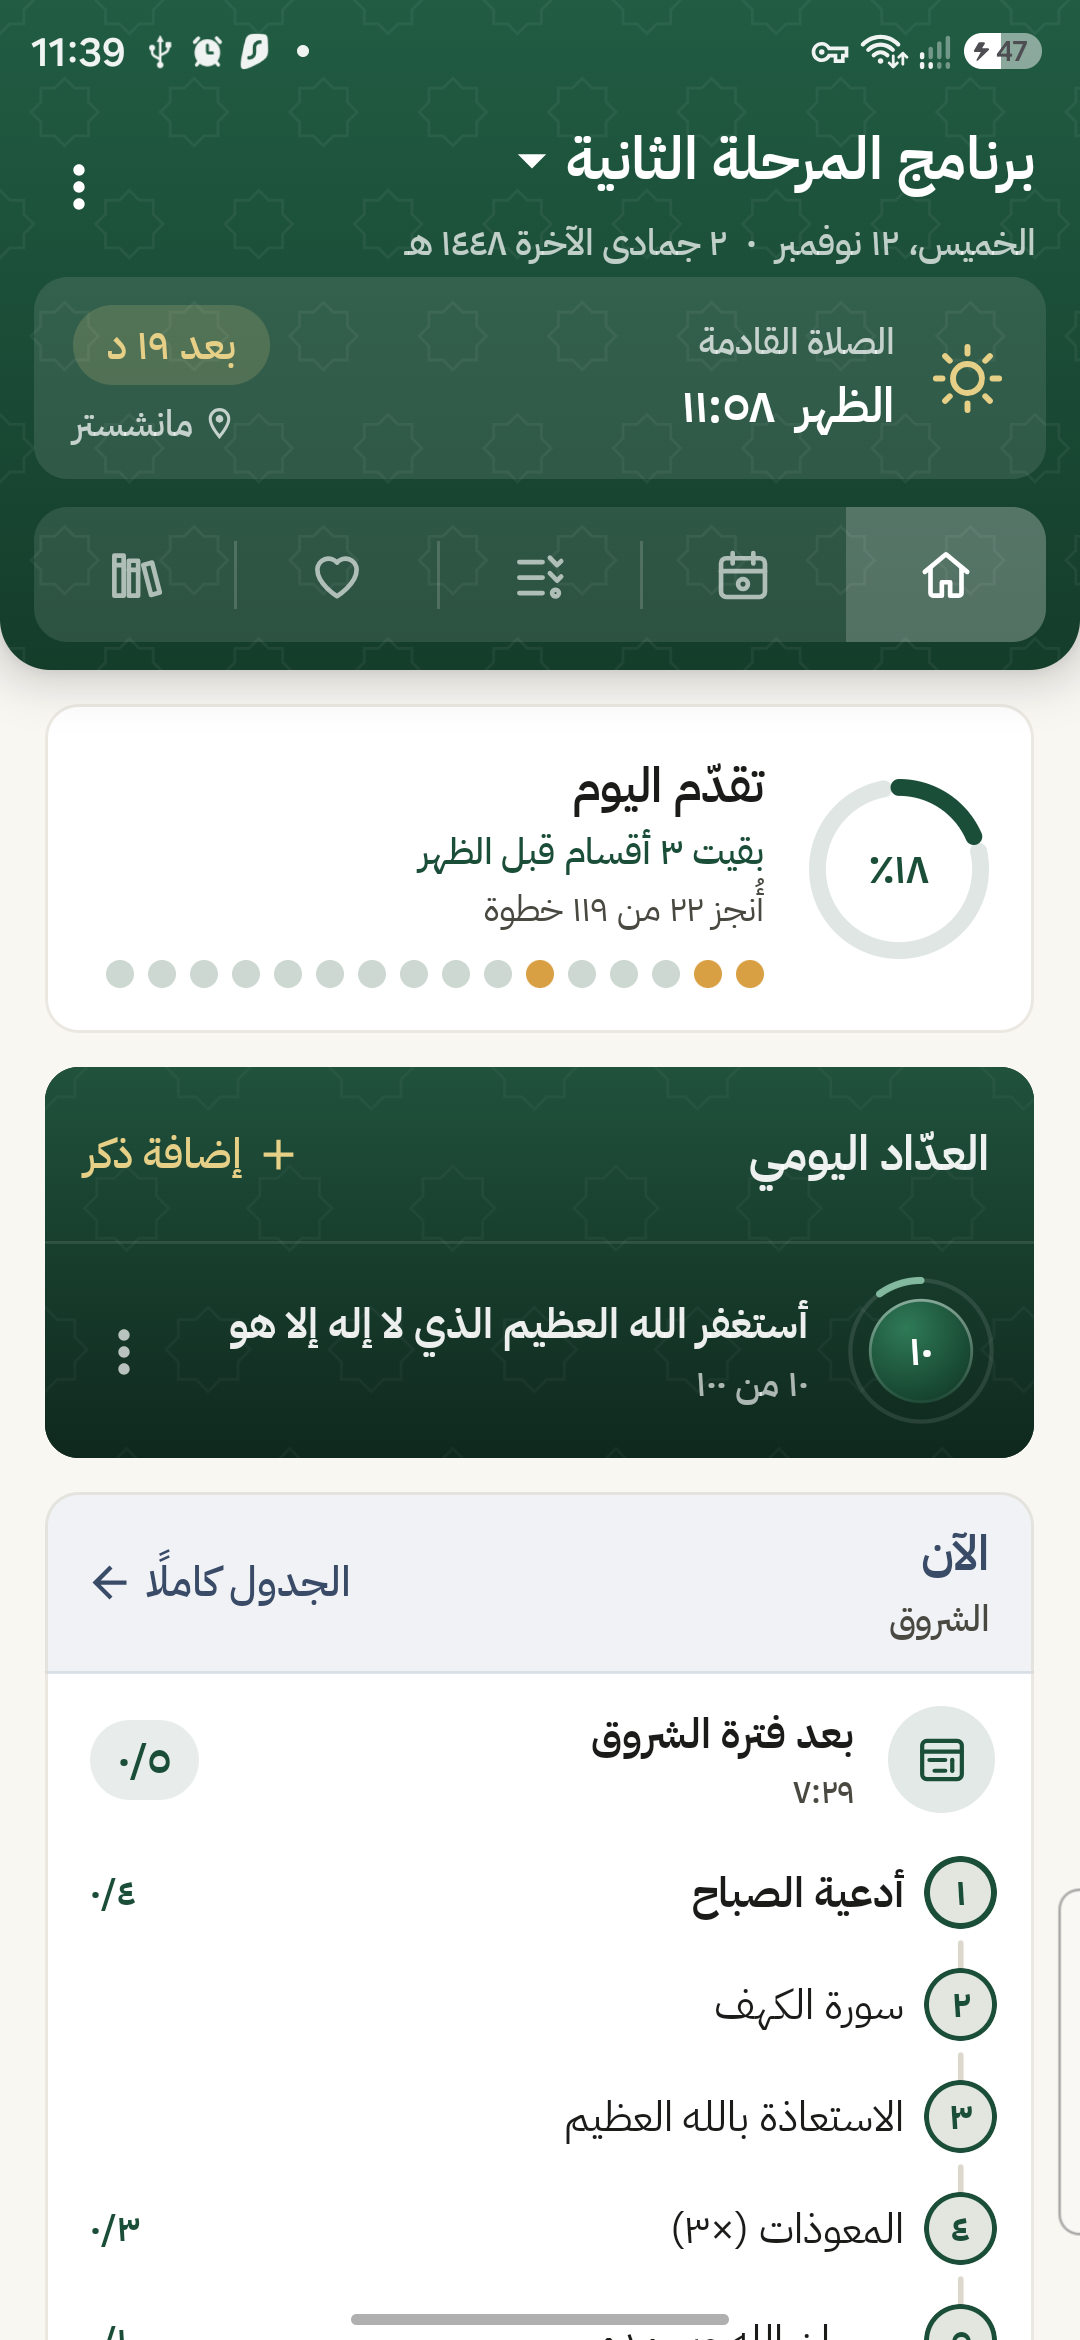 11:39
47
برنامج المرحلة الثانية
الخميس، ١٢ نوفمبر • ٢ جمادى الآخرة ١٤٤٨ هـ
الصلاة القادمة
بعد ١٩ د
الظهر ١١:٥٨
مانشستر
تقدّم اليوم
بقيت ٣ أقسام قبل الظهر
٪١٨
أُنجز ٢٢ من ١١٩ خطوة
العدّاد اليومي
إضافة ذكر
أستغفر الله العظيم الذي لا إله إلا هو
١٠
١٠ من ١٠٠
الآن
الجدول كاملًا
الشروق
بعد فترة الشروق
٠/٥
٧:٢٩
١ أدعية الصباح ٠/٤
٢ سورة الكهف
٣ الاستعاذة بالله العظيم
٤ المعوذات (×٣) ٠/٣